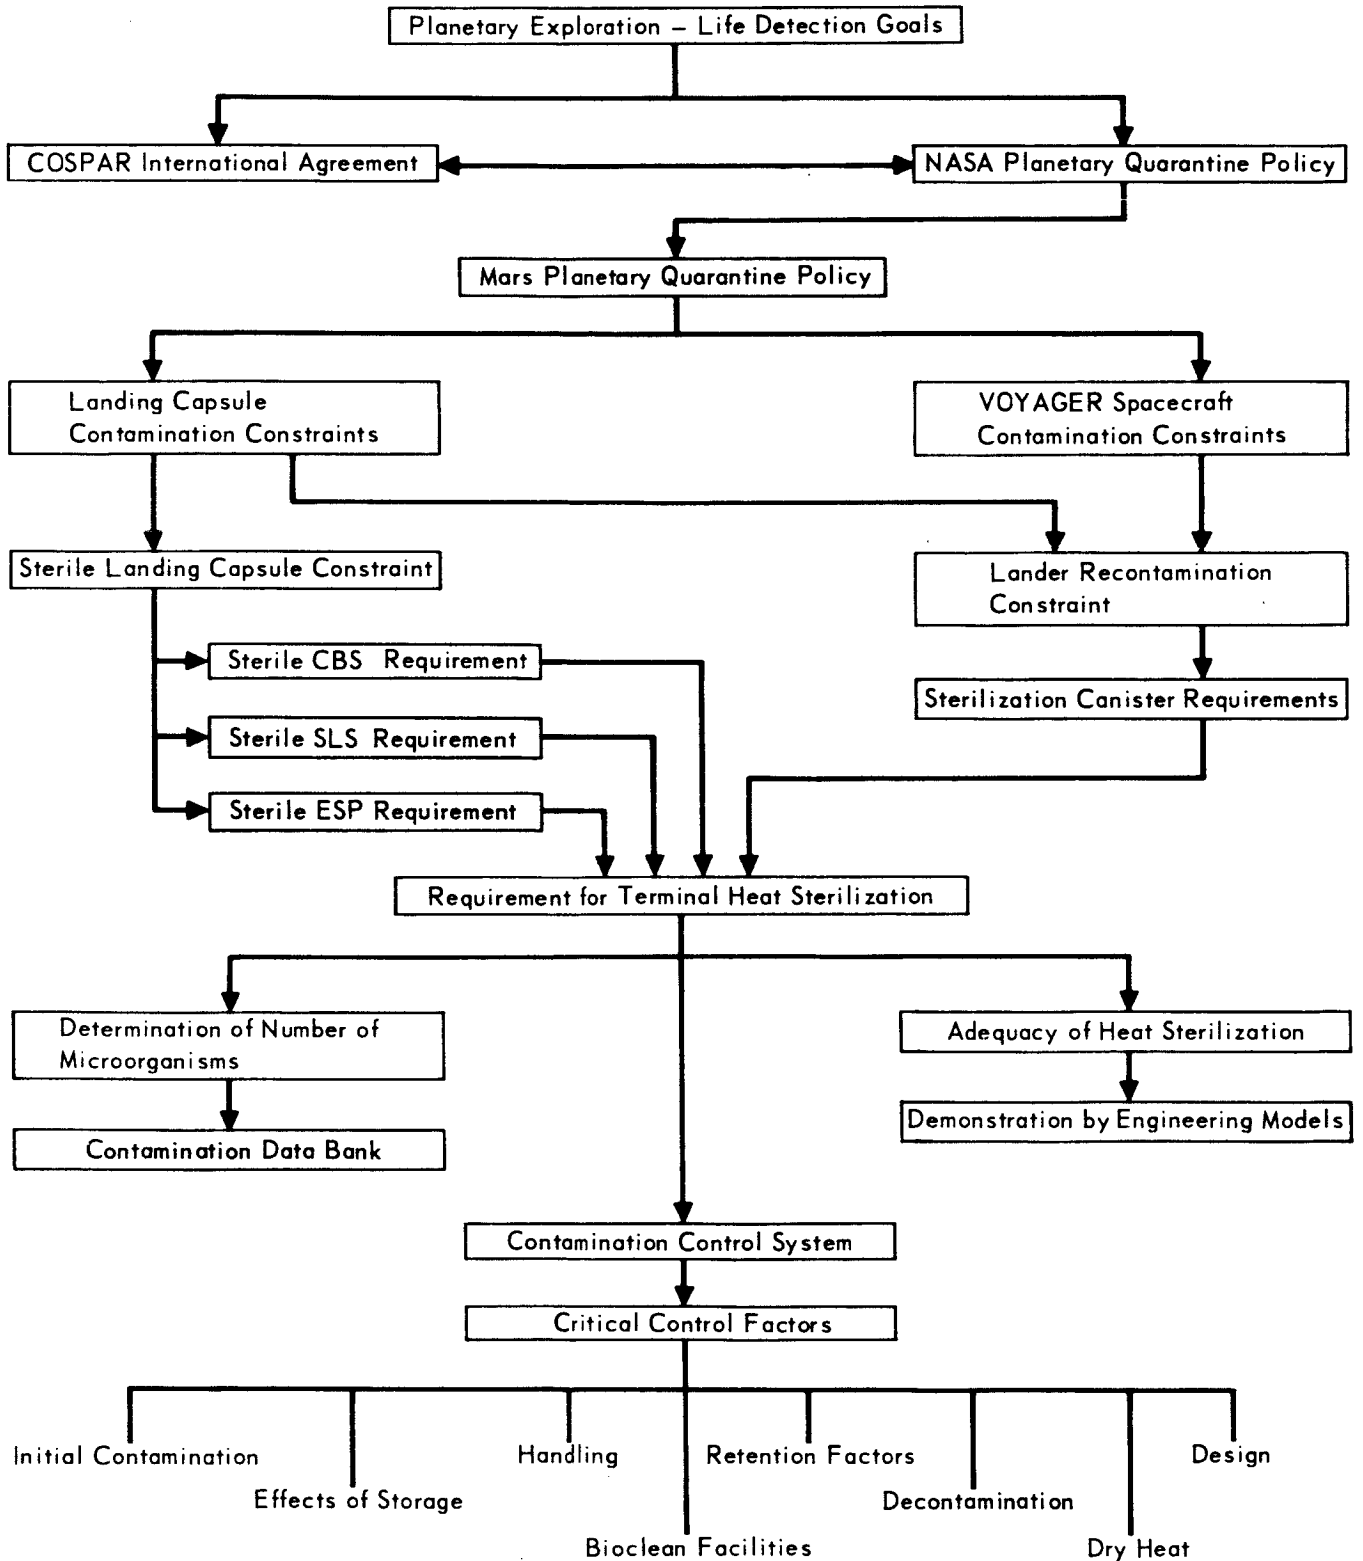 Planetary Exploration – Life Detection Goals
COSPAR International Agreement
NASA Planetary Quarantine Policy
Mars Planetary Quarantine Policy
Landing Capsule
Contamination Constraints
VOYAGER Spacecraft
Contamination Constraints
Sterile Landing Capsule Constraint
Lander Recontamination
Constraint
Sterile CBS Requirement
Sterilization Canister Requirements
Sterile SLS Requirement
Sterile ESP Requirement
Requirement for Terminal Heat Sterilization
Determination of Number of
Microorganisms
Adequacy of Heat Sterilization
Contamination Data Bank
Demonstration by Engineering Models
Contamination Control System
Critical Control Factors
Initial Contamination
Handling
Retention Factors
Design
Effects of Storage
Decontamination
Bioclean Facilities
Dry Heat